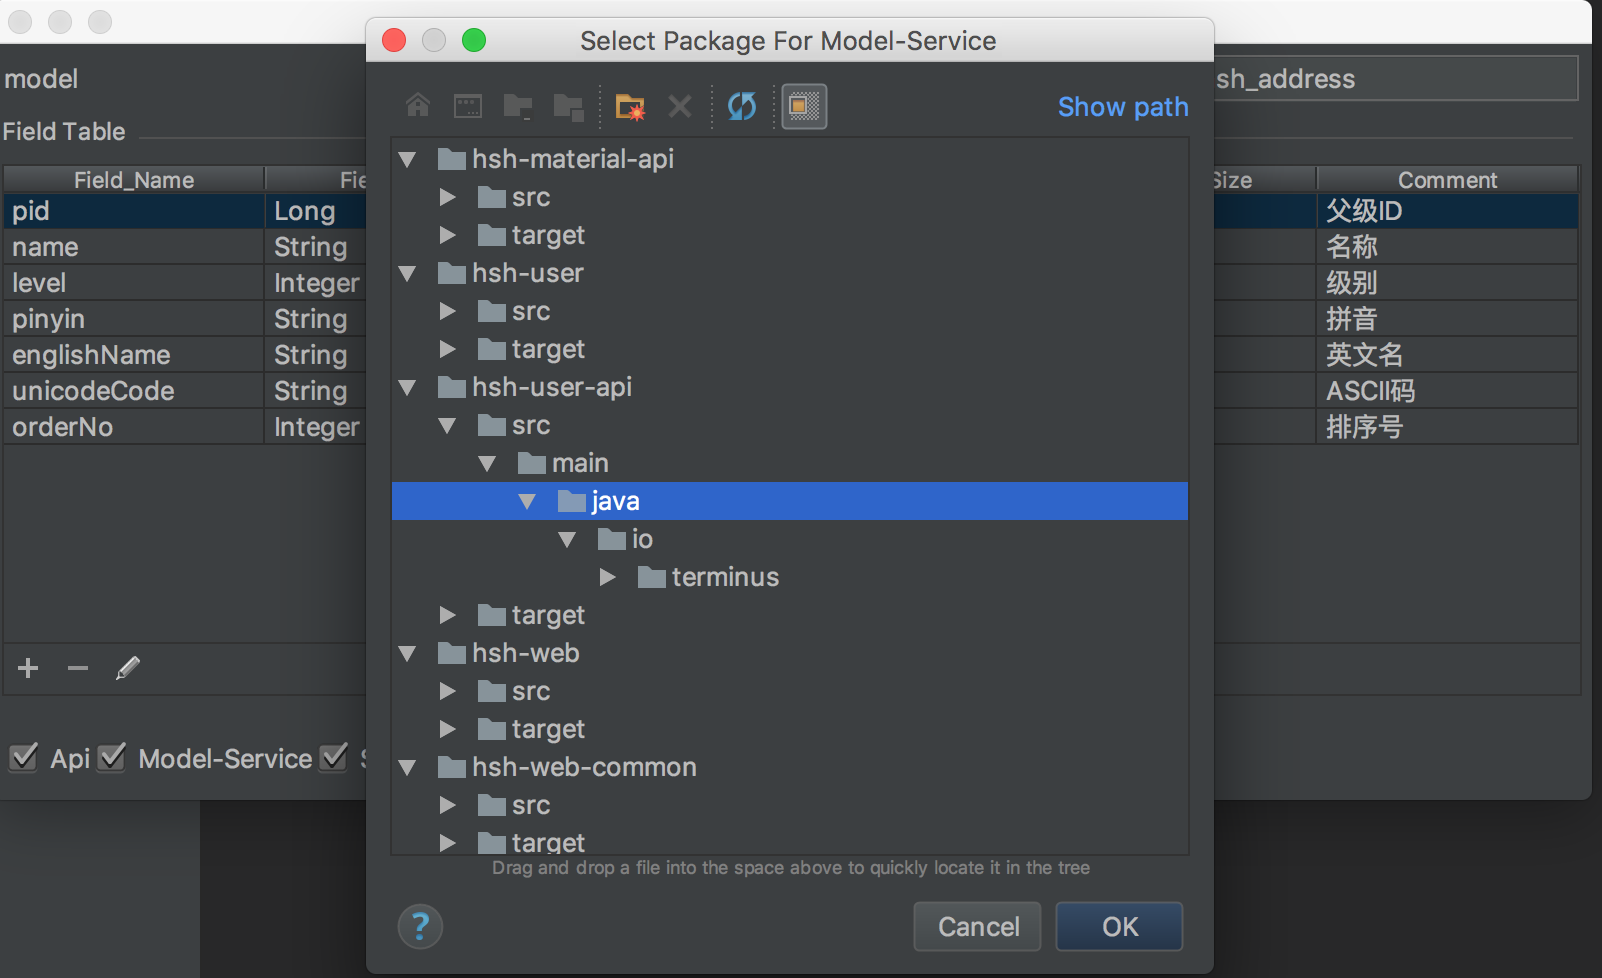 Select Package For Model-Service
model
sh_address
Show path
Field Table
Field_Name
Comment
pid Long 父级ID
name String 名称
level Integer 级别
pinyin String 拼音
englishName String 英文名
unicodeCode String ASCII码
orderNo Integer 排序号
hsh-material-api
src
target
hsh-user
src
target
hsh-user-api
src
main
java
io
terminus
target
hsh-web
src
target
hsh-web-common
src
target
Drag and drop a file into the space above to quickly locate it in the tree
Api Model-Service
? Cancel OK